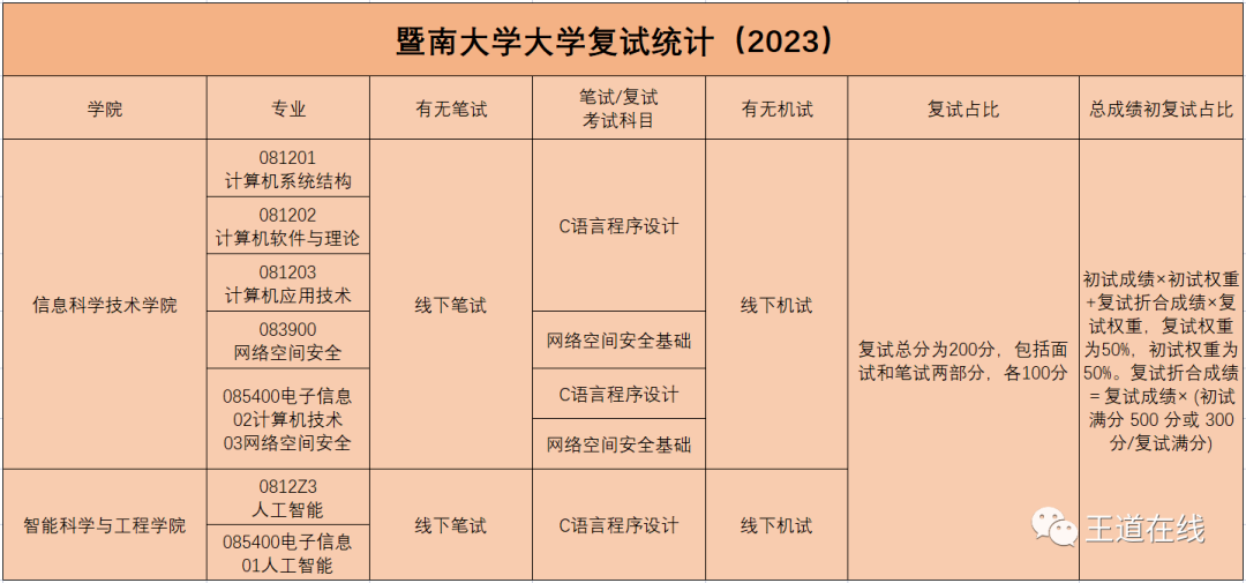 暨南大学大学复试统计（2023）
学院
专业
有无笔试
笔试/复试
考试科目
有无机试
复试占比
总成绩初复试占比
信息科学技术学院
081201
计算机系统结构
081202
计算机软件与理论
081203
计算机应用技术
083900
网络空间安全
085400电子信息
02计算机技术
03网络空间安全
线下笔试
C语言程序设计
网络空间安全基础
C语言程序设计
网络空间安全基础
线下机试
复试总分为200分，包括面
试和笔试两部分，各100分
初试成绩×初试权重
+复试折合成绩×复
试权重，复试权重
为50%，初试权重为
50%。复试折合成绩
= 复试成绩× (初试
满分 500 分或 300
分/复试满分)
智能科学与工程学院
0812Z3
人工智能
085400电子信息
01人工智能
线下笔试
C语言程序设计
线下机试
王道在线